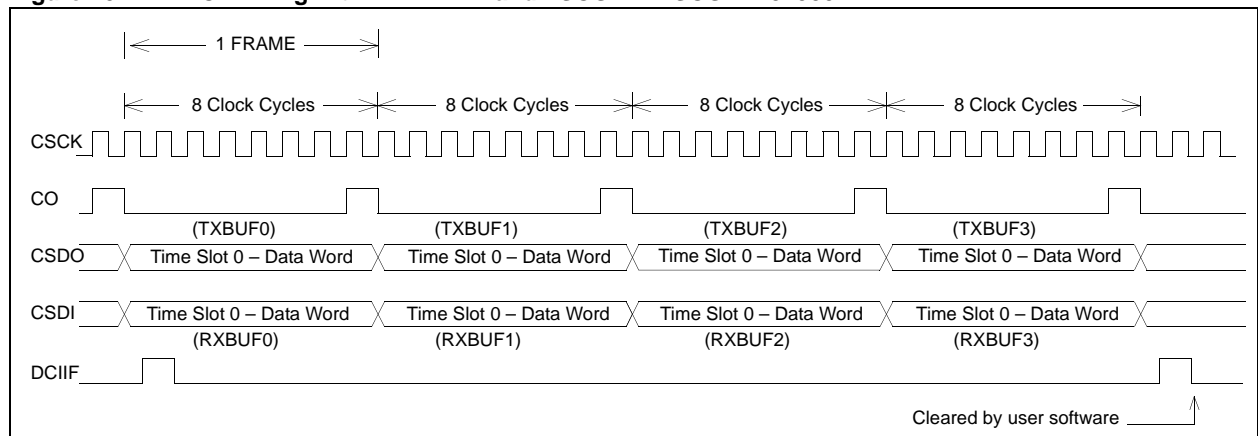 1 FRAME
8 Clock Cycles 8 Clock Cycles 8 Clock Cycles 8 Clock Cycles
CSCK
CO
(TXBUF0) (TXBUF1) (TXBUF2) (TXBUF3)
CSDO Time Slot 0 – Data Word Time Slot 0 – Data Word Time Slot 0 – Data Word Time Slot 0 – Data Word
CSDI Time Slot 0 – Data Word Time Slot 0 – Data Word Time Slot 0 – Data Word Time Slot 0 – Data Word
(RXBUF0) (RXBUF1) (RXBUF2) (RXBUF3)
DCIIF
Cleared by user software